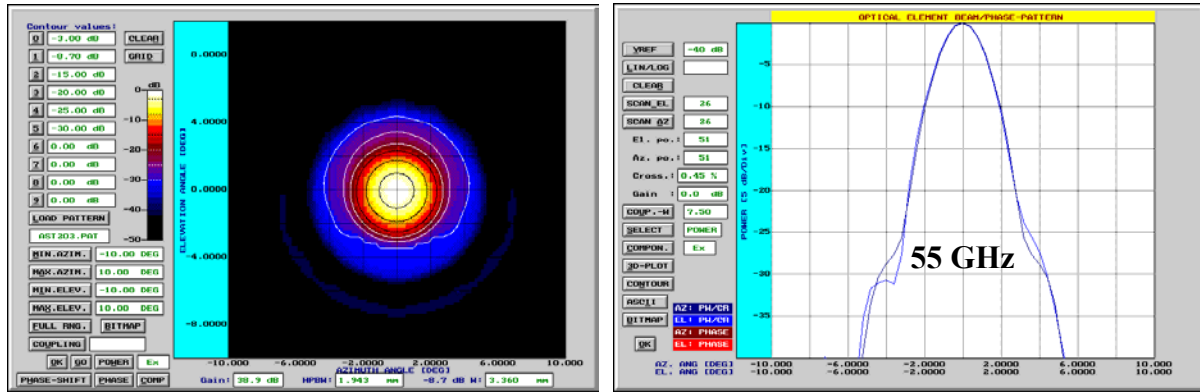 Contour values:
0 -3.00 dB CLEAR
1 -8.70 dB GRID
2 -15.00 dB
3 -20.00 dB
4 -25.00 dB
5 -30.00 dB
6 0.00 dB
7 0.00 dB
8 0.00 dB
9 0.00 dB
LOAD PATTERN
AST203.PAT
MIN.AZIM. -10.00 DEG
MAX.AZIM. 10.00 DEG
MIN.ELEV. -10.00 DEG
MAX.ELEV. 10.00 DEG
FULL RNG. BITMAP
COUPLING
OK GO POWER Ex
PHASE-SHIFT PHASE COMP
dB
0
-10
-20
-30
-40
-50
ELEVATION ANGLE [DEG]
8.0000
4.0000
0.0000
-4.0000
-8.0000
-10.000 -6.0000 -2.0000 2.0000 6.0000 10.000
AZIMUTH ANGLE [DEG]
Gain: 38.9 dB HPBW: 1.943 mm -8.7 dB W: 3.360 mm
OPTICAL ELEMENT BEAM/PHASE-PATTERN
YREF -40 dB
LIN/LOG
CLEAR
SCAN_EL 26
SCAN AZ 26
El. po.: 51
Az. po.: 51
Cross.: 0.45 %
Gain : 0.0 dB
COUP.-W 7.50
SELECT POWER
COMPON. Ex
3D-PLOT
CONTOUR
ASCII
BITMAP
OK
AZ: PW/CR
EL: PW/CR
AZ: PHASE
EL: PHASE
POWER [5 dB/Div]
-5
-10
-15
-20
-25
-30
-35
55 GHz
AZ. ANG [DEG] -10.000 -6.0000 -2.0000 2.0000 6.0000 10.000
EL. ANG [DEG] -10.000 -6.0000 -2.0000 2.0000 6.0000 10.000